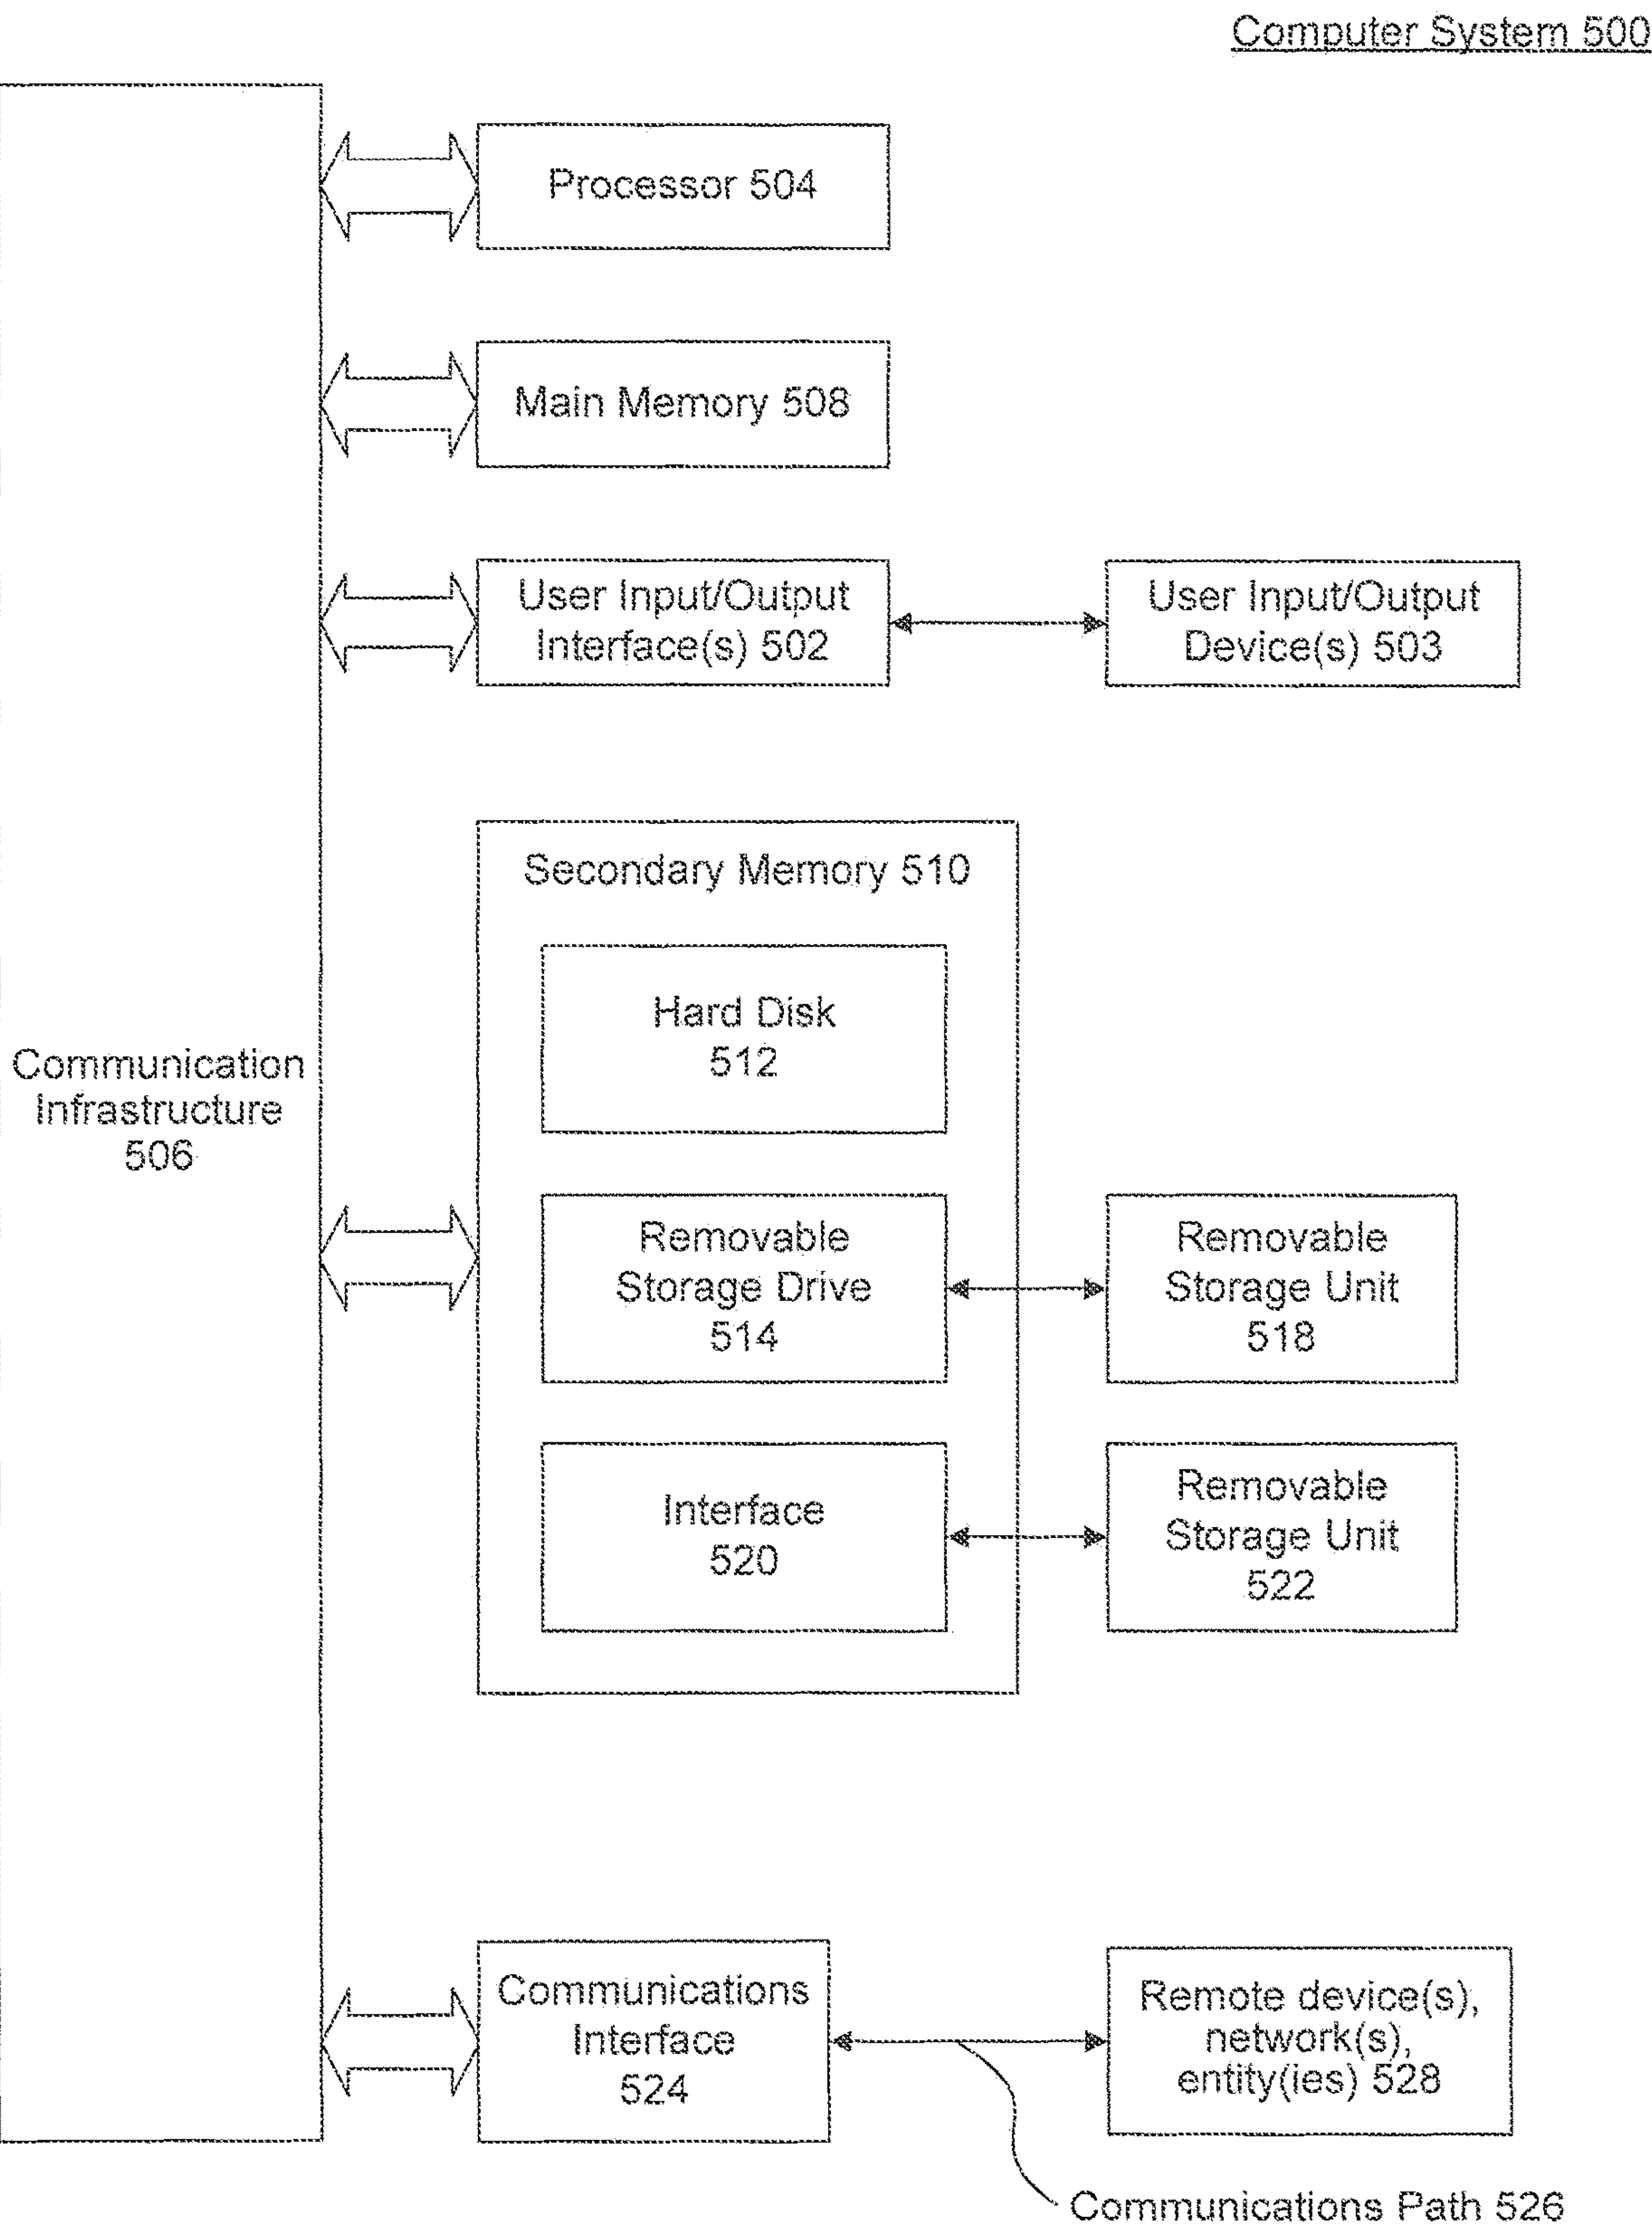 Computer System 500
Processor 504
Main Memory 508
User Input/Output
Interface(s) 502
User Input/Output
Device(s) 503
Secondary Memory 510
Hard Disk
512
Communication
Infrastructure
506
Removable
Storage Drive
514
Removable
Storage Unit
518
Interface
520
Removable
Storage Unit
522
Communications
Interface
524
Remote device(s),
network(s),
entity(ies) 528
Communications Path 526